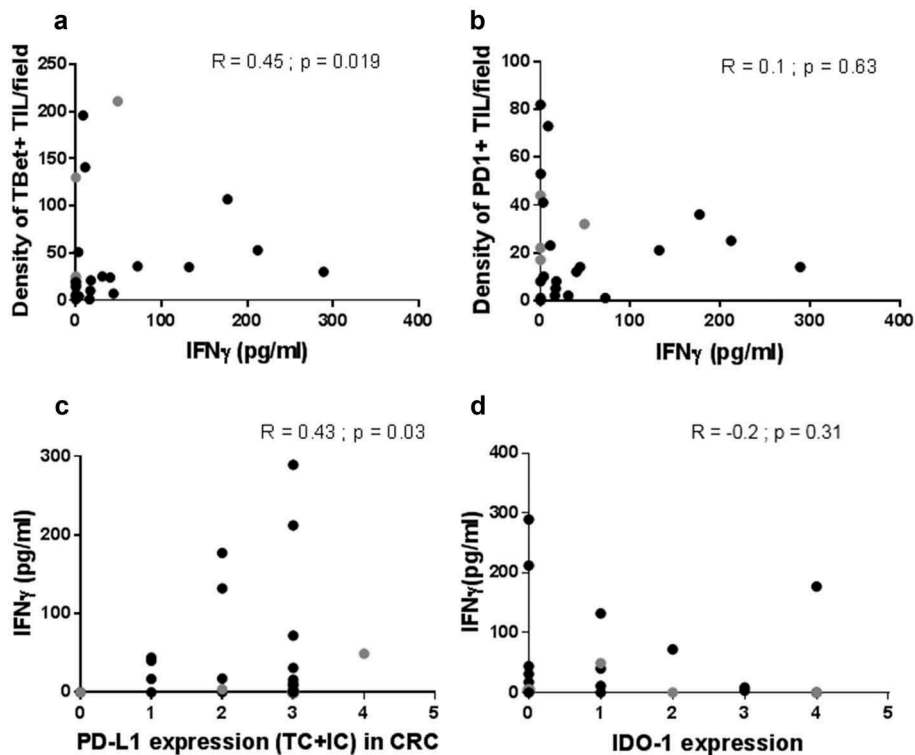 a
R = 0.45 ; p = 0.019
Density of TBet+ TIL/field
250
200
150
100
50
0
0 100 200 300 400
IFNγ (pg/ml)
b
R = 0.1 ; p = 0.63
Density of PD1+ TIL/field
100
80
60
40
20
0
0 100 200 300 400
IFNγ (pg/ml)
c
R = 0.43 ; p = 0.03
IFNγ (pg/ml)
300
200
100
0
0 1 2 3 4 5
PD-L1 expression (TC+IC) in CRC
d
R = -0.2 ; p = 0.31
IFNγ(pg/ml)
400
300
200
100
0
0 1 2 3 4 5
IDO-1 expression